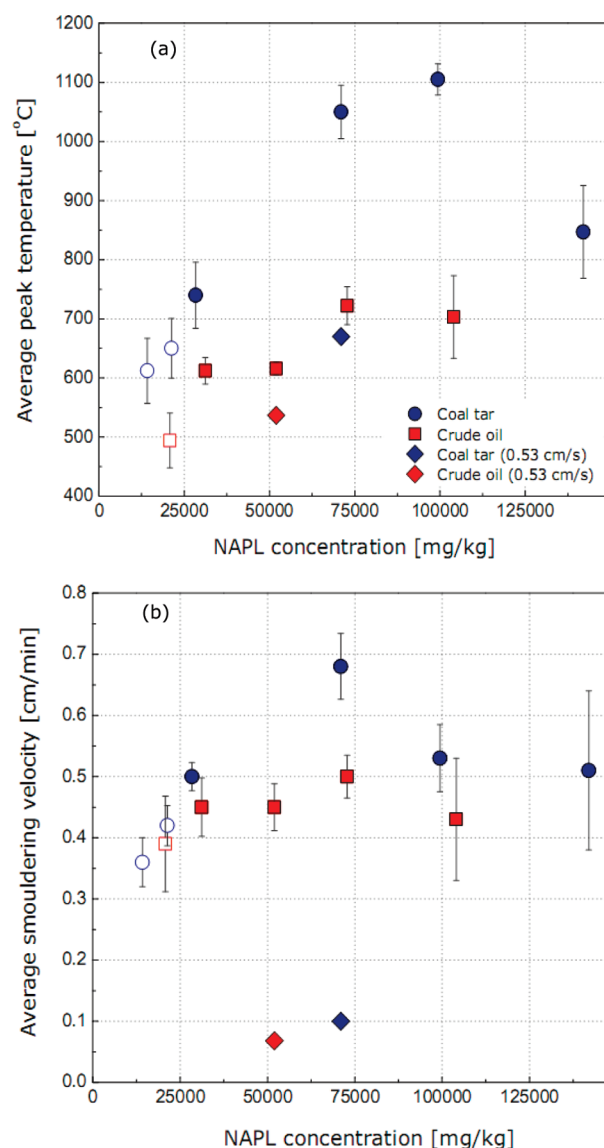 1200
(a)
1100
1000
900
800
700
600
500
400
Average peak temperature [°C]
Coal tar
Crude oil
Coal tar (0.53 cm/s)
Crude oil (0.53 cm/s)
0 25000 50000 75000 100000 125000
NAPL concentration [mg/kg]
0.8
(b)
0.7
0.6
0.5
0.4
0.3
0.2
0.1
0.0
Average smouldering velocity [cm/min]
0 25000 50000 75000 100000 125000
NAPL concentration [mg/kg]